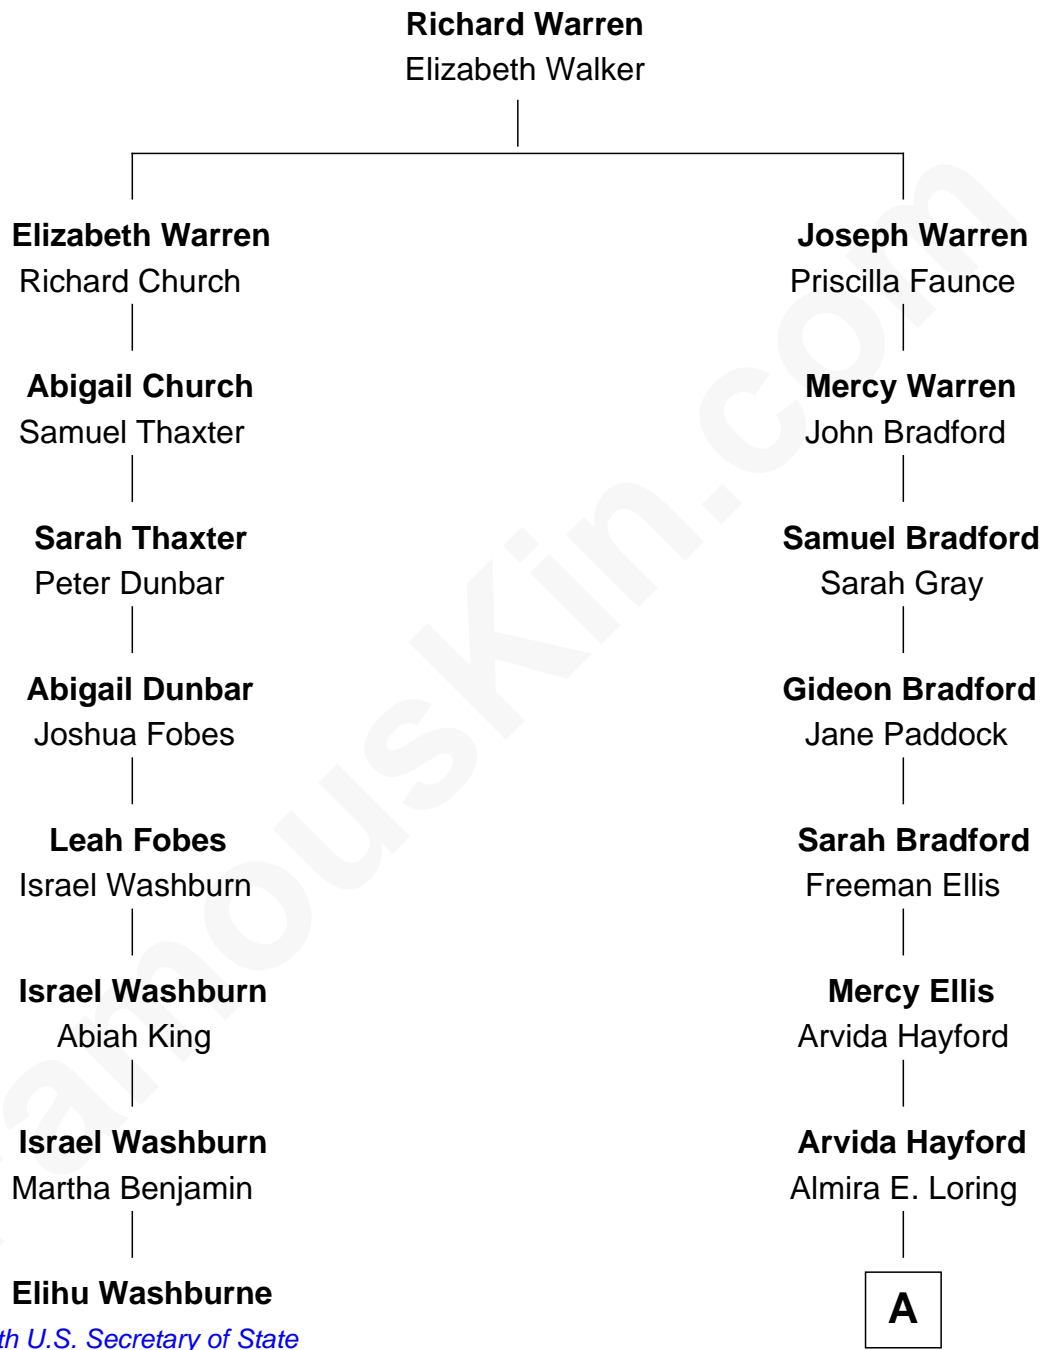 Richard Warren
Elizabeth Walker
Elizabeth Warren
Richard Church
Abigail Church
Samuel Thaxter
Sarah Thaxter
Peter Dunbar
Abigail Dunbar
Joshua Fobes
Leah Fobes
Israel Washburn
Israel Washburn
Abiah King
Israel Washburn
Martha Benjamin
Elihu Washburne
th U.S. Secretary of State
Joseph Warren
Priscilla Faunce
Mercy Warren
John Bradford
Samuel Bradford
Sarah Gray
Gideon Bradford
Jane Paddock
Sarah Bradford
Freeman Ellis
Mercy Ellis
Arvida Hayford
Arvida Hayford
Almira E. Loring
A
amousKin.com